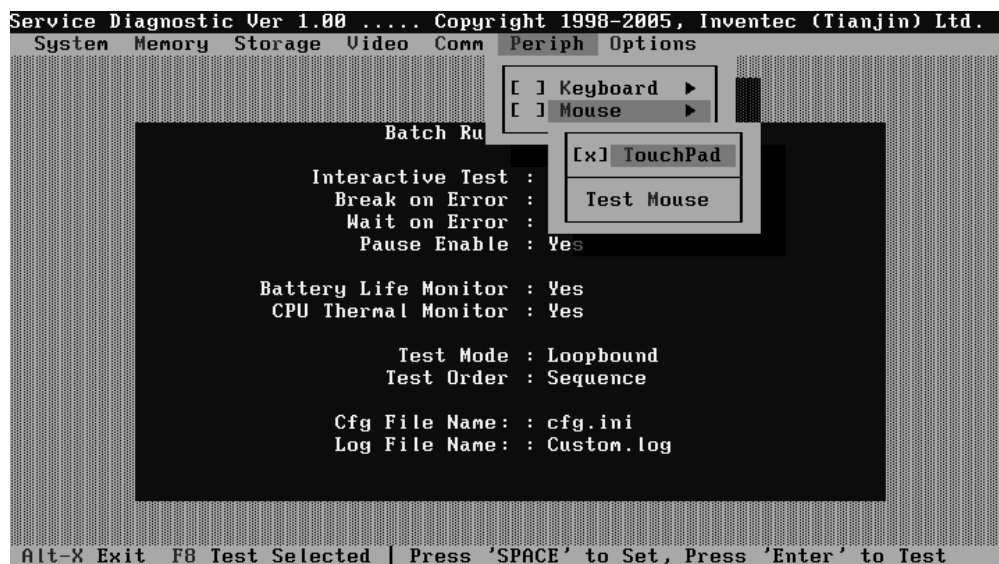 Service Diagnostic Ver 1.00 ..... Copyright 1998-2005, Inventec (Tianjin) Ltd.
System Memory Storage Video Comm Periph Options
[ ] Keyboard ►
[ ] Mouse ►
[x] TouchPad
Test Mouse
Batch Ru
Interactive Test :
Break on Error :
Wait on Error :
Pause Enable : Yes
Battery Life Monitor : Yes
CPU Thermal Monitor : Yes
Test Mode : Loopbound
Test Order : Sequence
Cfg File Name: : cfg.ini
Log File Name: : Custom.log
Alt-X Exit F8 Test Selected | Press 'SPACE' to Set, Press 'Enter' to Test